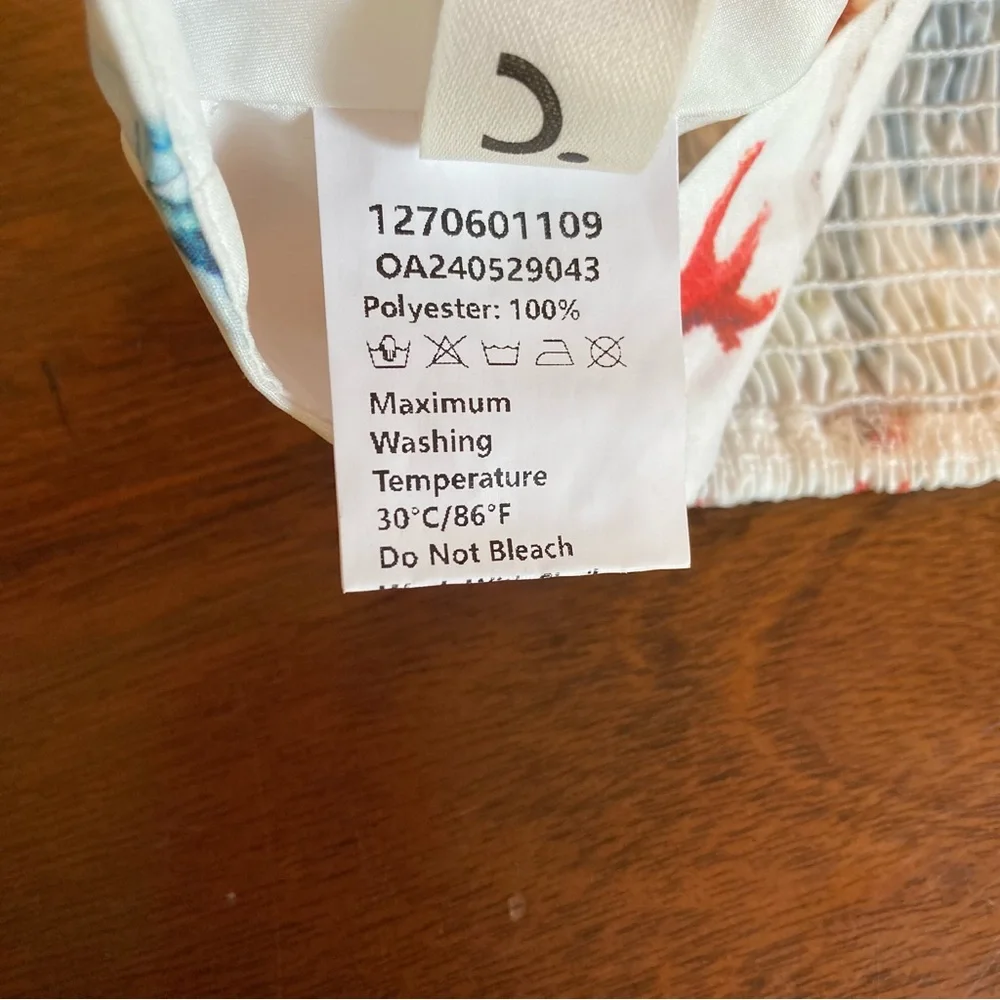 1270601109
OA240529043
Polyester: 100%
Maximum
Washing
Temperature
30°C/86°F
Do Not Bleach